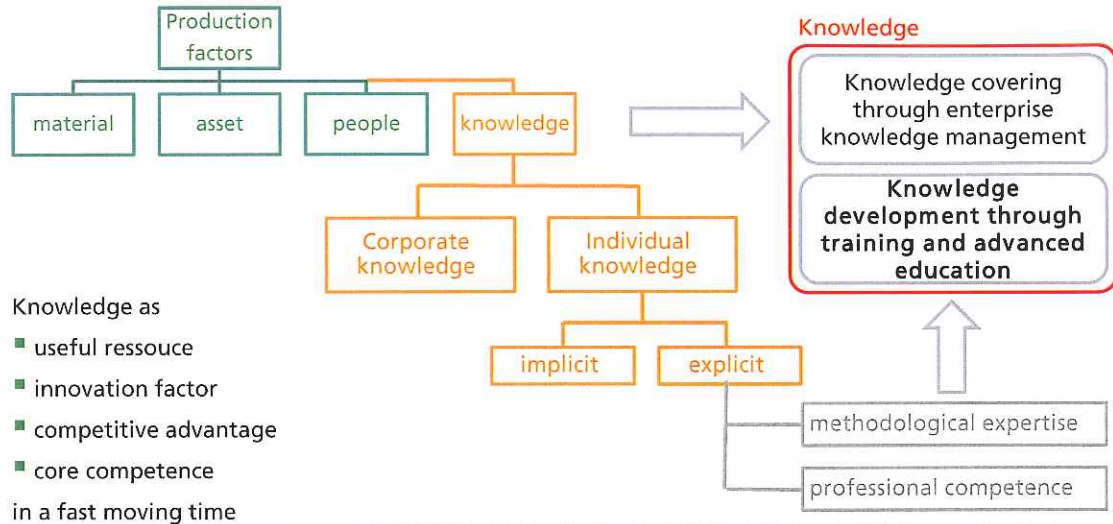 Production
factors
material
asset
people
knowledge
Corporate
knowledge
Individual
knowledge
implicit
explicit
methodological expertise
professional competence
Knowledge
Knowledge covering
through enterprise
knowledge management
Knowledge
development through
training and advanced
education
Knowledge as
▪ useful ressouce
▪ innovation factor
▪ competitive advantage
▪ core competence
in a fast moving time